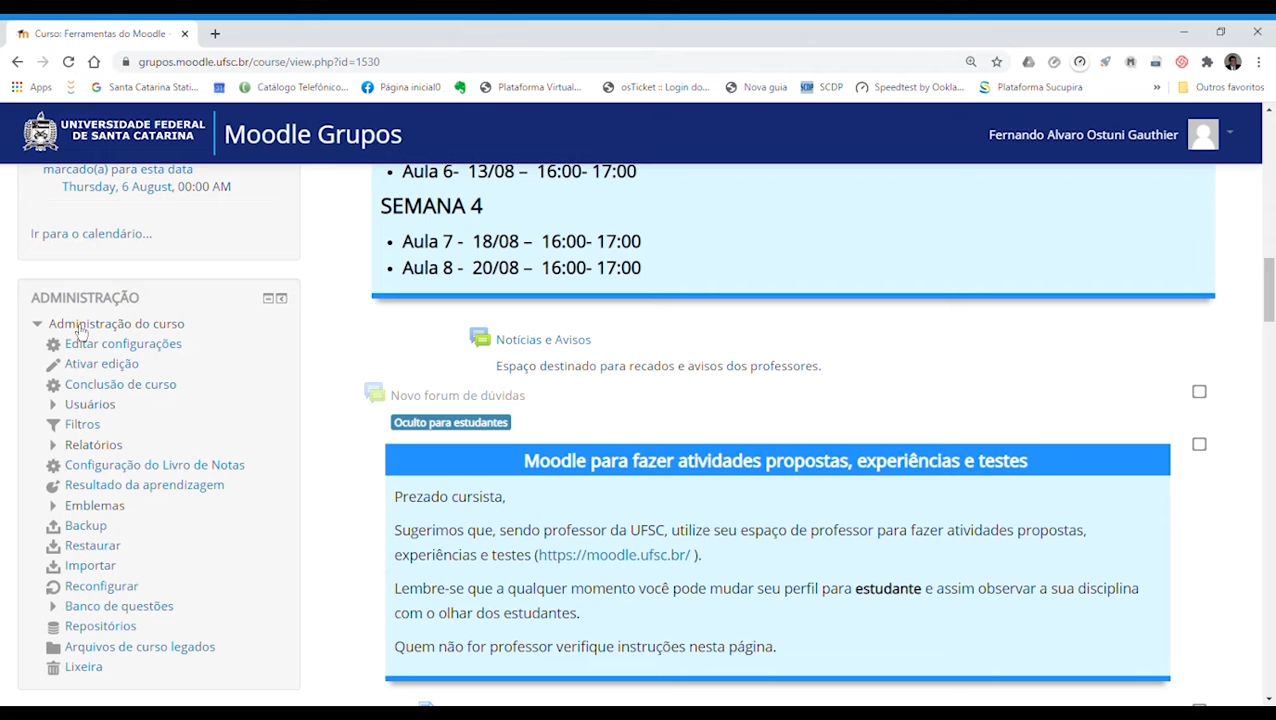 Curso: Ferramentas do Moodle -
grupos.moodle.ufsc.br/course/view.php?id=1530
Apps
Santa Catarina Stati...
Catálogo Telefônico...
Página inicial0
Plataforma Virtual...
osTicket :: Login do...
Nova guia
SCDP
Speedtest by Ookla...
Plataforma Sucupira
»
Outros favoritos
UNIVERSIDADE FEDERAL
DE SANTA CATARINA
Moodle Grupos
Fernando Alvaro Ostuni Gauthier
marcado(a) para esta data
Thursday, 6 August, 00:00 AM
Ir para o calendário...
ADMINISTRAÇÃO
Administração do curso
Editar configurações
Ativar edição
Conclusão de curso
Usuários
Filtros
Relatórios
Configuração do Livro de Notas
Resultado da aprendizagem
Emblemas
Backup
Restaurar
Importar
Reconfigurar
Banco de questões
Repositórios
Arquivos de curso legados
Lixeira
• Aula 6- 13/08 – 16:00- 17:00
SEMANA 4
• Aula 7 - 18/08 – 16:00- 17:00
• Aula 8 - 20/08 – 16:00- 17:00
Notícias e Avisos
Espaço destinado para recados e avisos dos professores.
Novo forum de dúvidas
Oculto para estudantes
Moodle para fazer atividades propostas, experiências e testes
Prezado cursista,
Sugerimos que, sendo professor da UFSC, utilize seu espaço de professor para fazer atividades propostas,
experiências e testes (https://moodle.ufsc.br/ ).
Lembre-se que a qualquer momento você pode mudar seu perfil para estudante e assim observar a sua disciplina
com o olhar dos estudantes.
Quem não for professor verifique instruções nesta página.